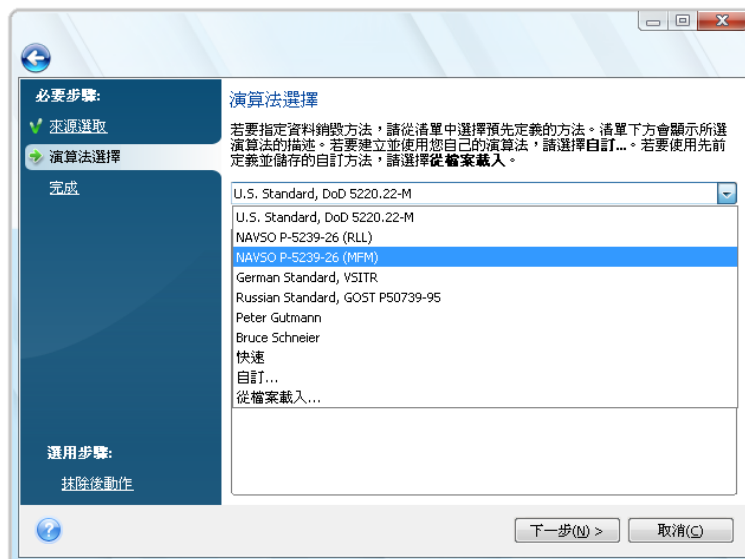 必要步驟:
來源選取
演算法選擇
完成
選用步驟:
抹除後動作
演算法選擇
若要指定資料銷毀方法，請從清單中選擇預先定義的方法。清單下方會顯示所選
演算法的描述。若要建立並使用您自己的演算法，請選擇自訂...。若要使用先前
定義並儲存的自訂方法，請選擇從檔案載入。
U.S. Standard, DoD 5220.22-M
U.S. Standard, DoD 5220.22-M
NAVSO P-5239-26 (RLL)
NAVSO P-5239-26 (MFM)
German Standard, VSITR
Russian Standard, GOST P50739-95
Peter Gutmann
Bruce Schneier
快速
自訂...
從檔案載入...
下一步(N) >
取消(C)